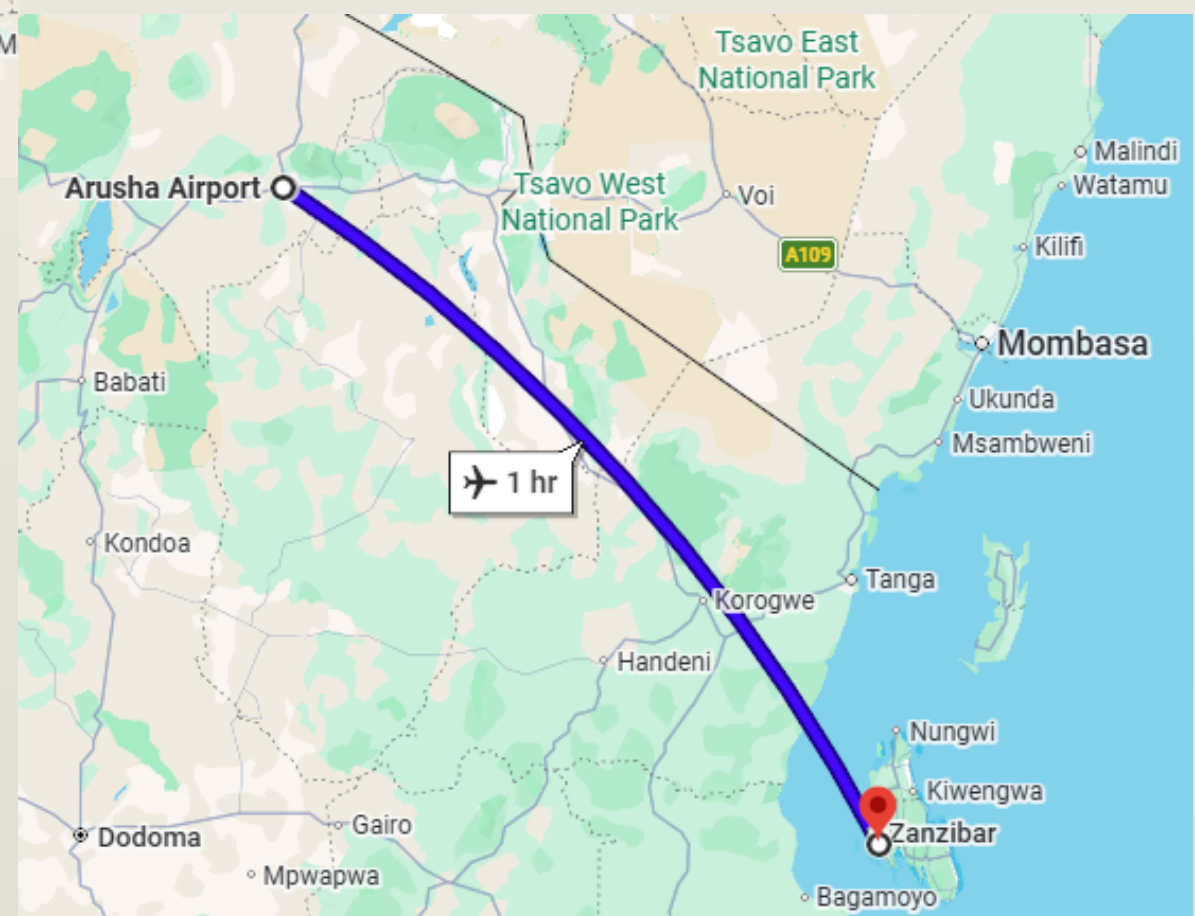 M
Tsavo East
National Park
Malindi
Arusha Airport
Tsavo West
National Park
Watamu
Voi
A109
Kilifi
Mombasa
Babati
Ukunda
Msambweni
1 hr
Kondoa
Tanga
Korogwe
Handeni
Nungwi
Kiwengwa
Gairo
Zanzibar
Dodoma
Mpwapwa
Bagamoyo